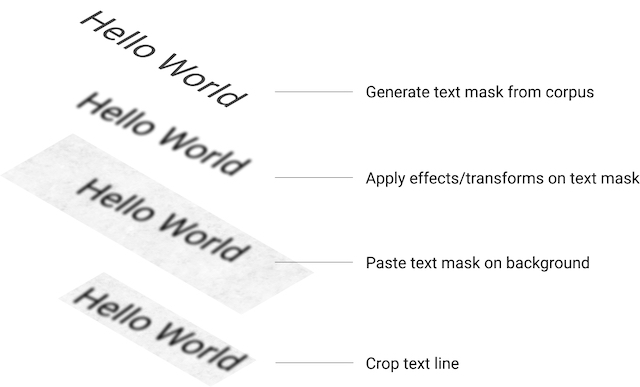 Hello World
Generate text mask from corpus
Hello World
Apply effects/transforms on text mask
Hello World
Paste text mask on background
Hello World
Crop text line